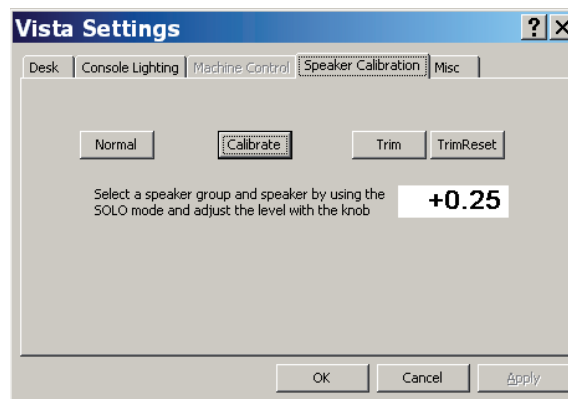 Vista Settings
Desk Console Lighting Machine Control Speaker Calibration Misc
Normal Calibrate Trim TrimReset
Select a speaker group and speaker by using the
SOLO mode and adjust the level with the knob
+0.25
OK Cancel Apply